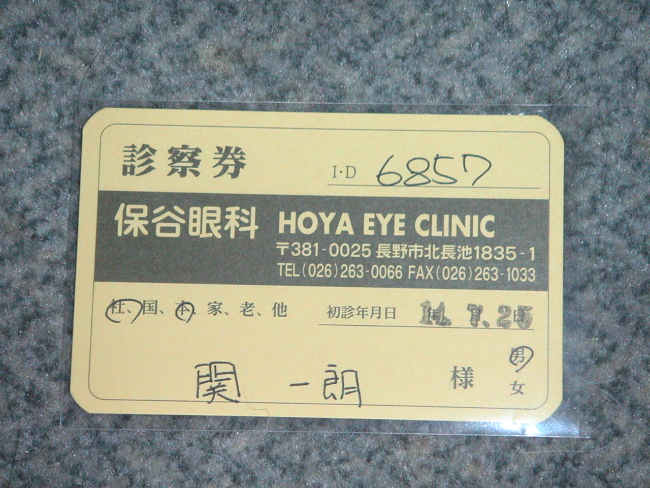 診察券
I・D 6857
保谷眼科 HOYA EYE CLINIC
〒381-0025 長野市北長池1835-1
TEL(026)263-0066 FAX(026)263-1033
社、国、本、家、老、他 初診年月日 11. 7. 25
男
関 一朗 様
女